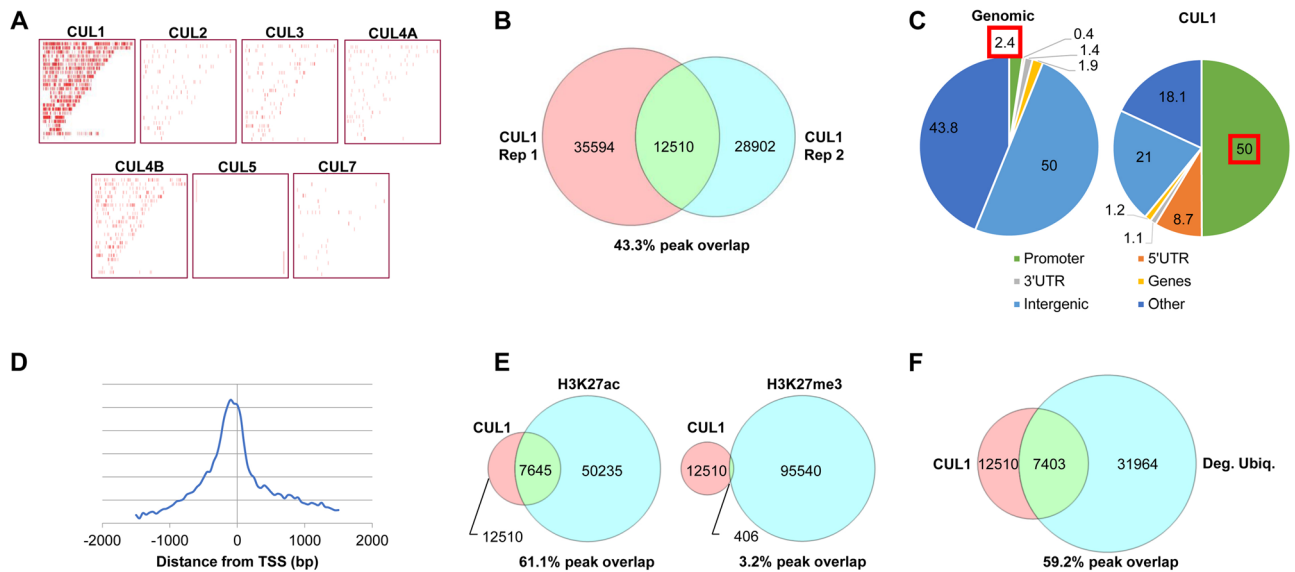 A
CUL1
CUL2
CUL3
CUL4A
CUL4B
CUL5
CUL7
B
CUL1
Rep 1
35594
12510
28902
CUL1
Rep 2
43.3% peak overlap
C
Genomic
CUL1
2.4
0.4
1.4
1.9
43.8
50
18.1
50
21
1.2
1.1
8.7
Promoter
5'UTR
3'UTR
Genes
Intergenic
Other
D
-2000
-1000
0
1000
2000
Distance from TSS (bp)
E
H3K27ac
CUL1
7645
50235
12510
61.1% peak overlap
H3K27me3
CUL1
12510
95540
406
3.2% peak overlap
F
CUL1
12510
7403
31964
Deg. Ubiq.
59.2% peak overlap